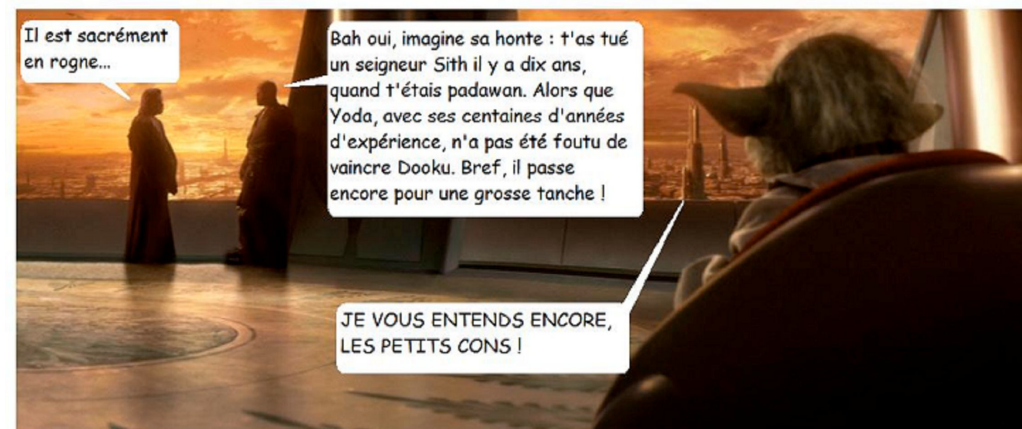 Il est sacrément
en rogne...
Bah oui, imagine sa honte : t'as tué
un seigneur Sith il y a dix ans,
quand t'étais padawan. Alors que
Yoda, avec ses centaines d'années
d'expérience, n'a pas été foutu de
vaincre Dooku. Bref, il passe
encore pour une grosse tanche !
JE VOUS ENTENDS ENCORE,
LES PETITS CONS !